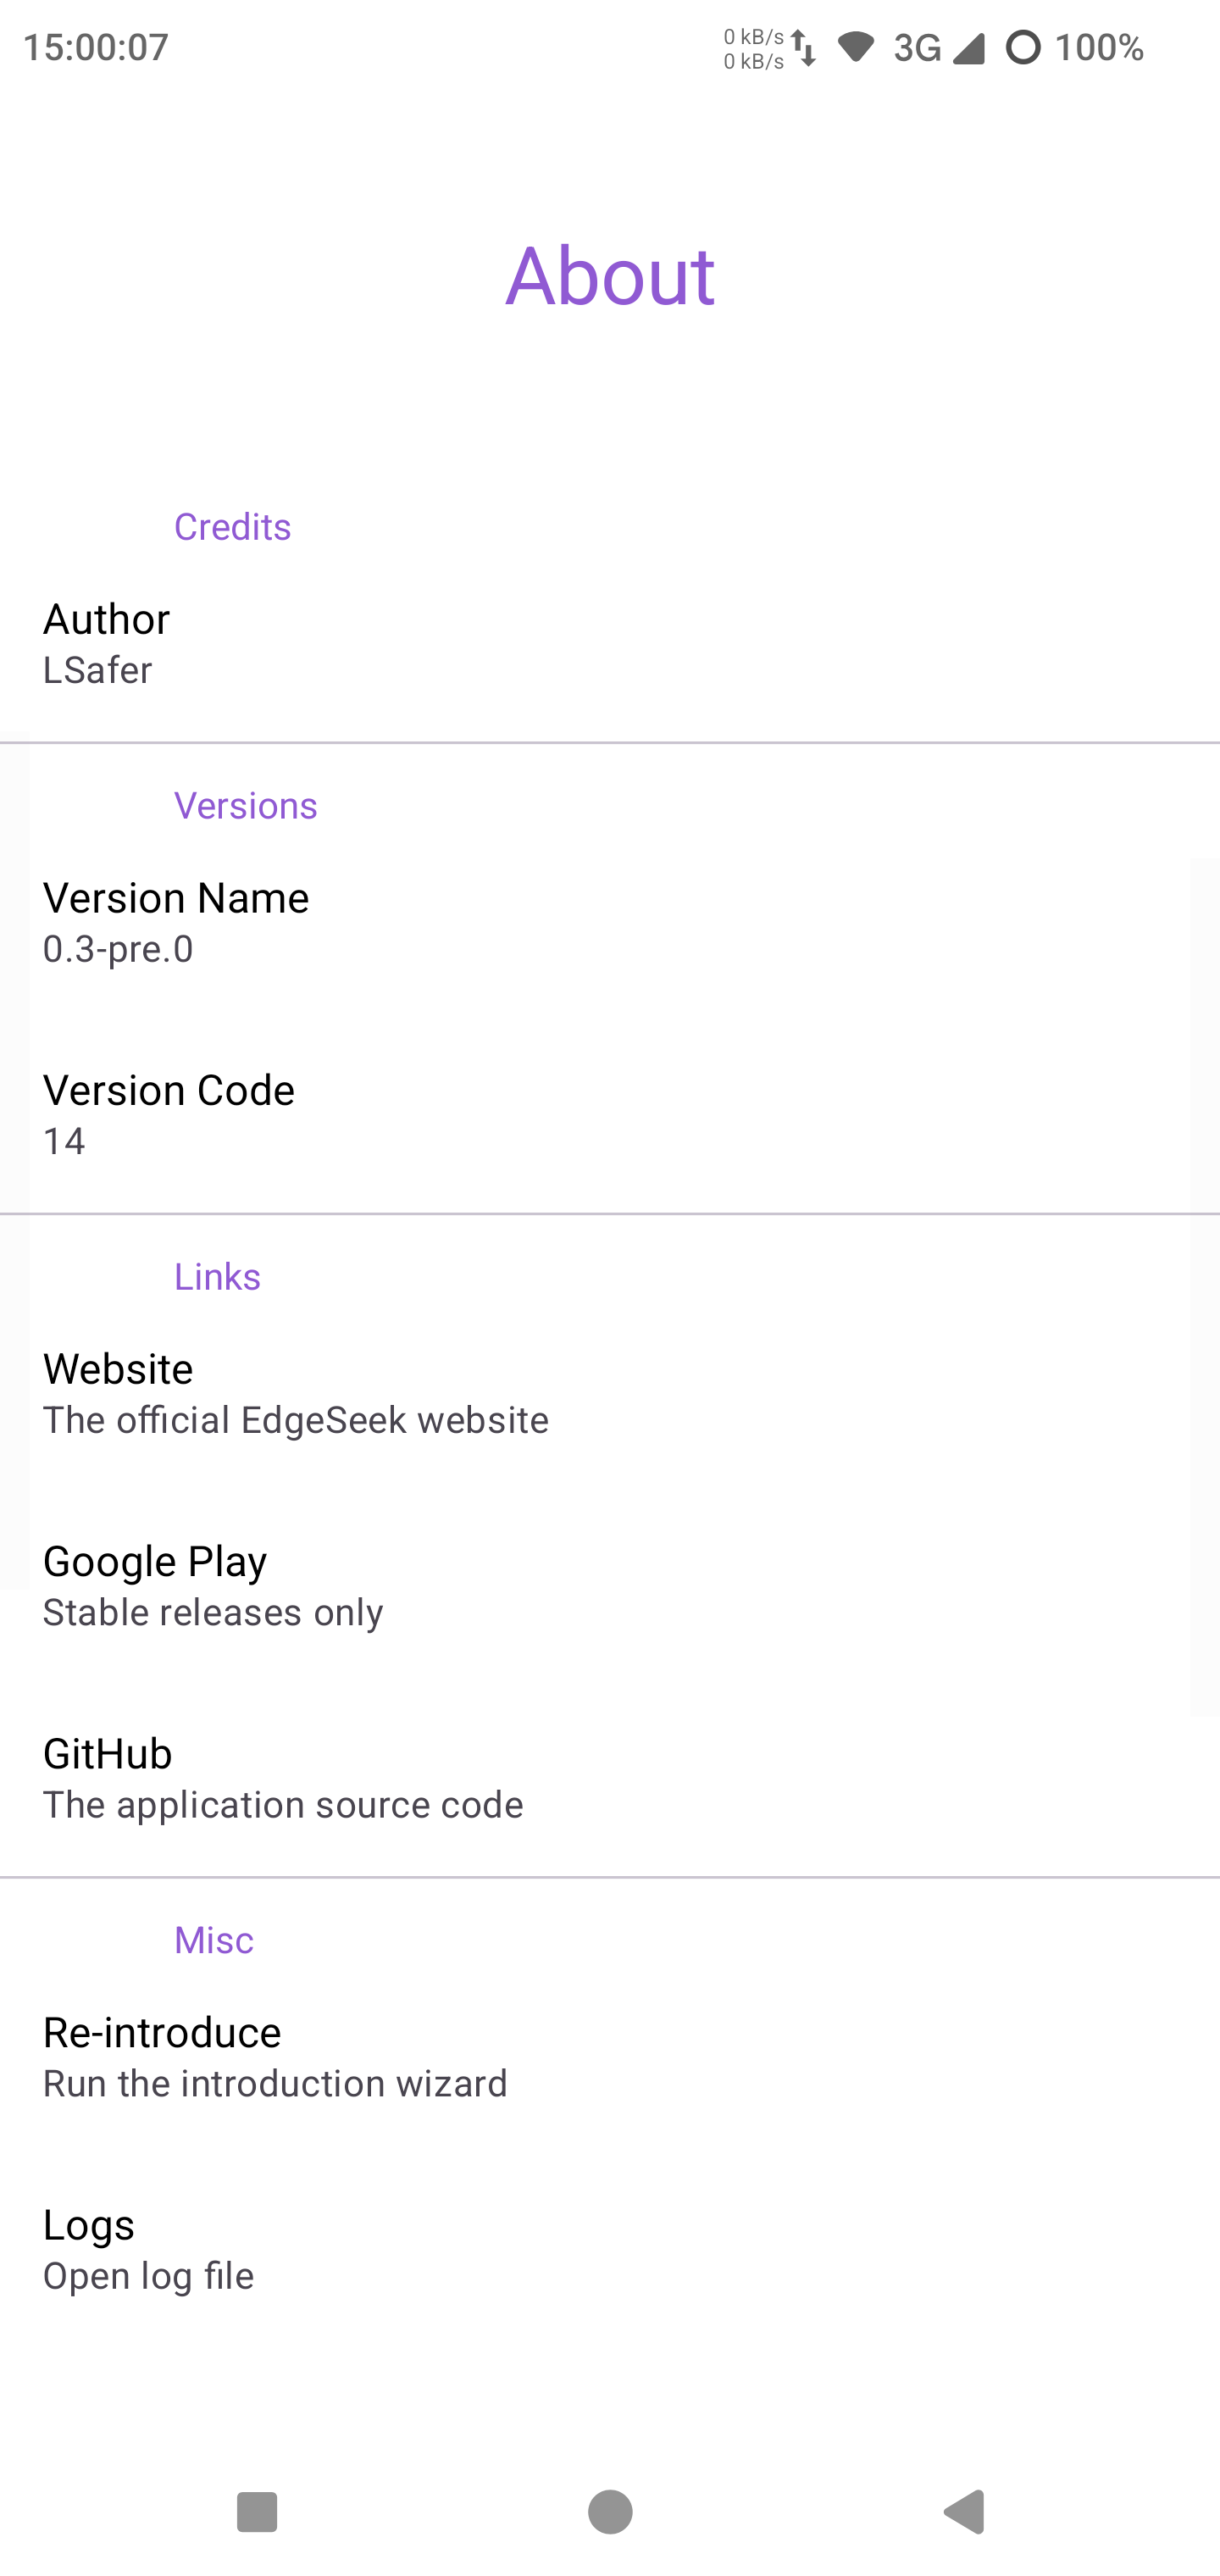 15:00:07
0 kB/s
0 kB/s
3G
100%
About
Credits
Author
LSafer
Versions
Version Name
0.3-pre.0
Version Code
14
Links
Website
The official EdgeSeek website
Google Play
Stable releases only
GitHub
The application source code
Misc
Re-introduce
Run the introduction wizard
Logs
Open log file